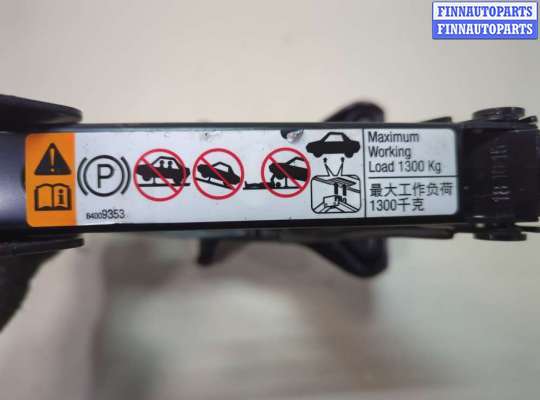 FINNAUTOPARTS
FINNAUTOPARTS
Maximum
Working
Load 1300 Kg
最大工作负荷
1300千克
P
84009353